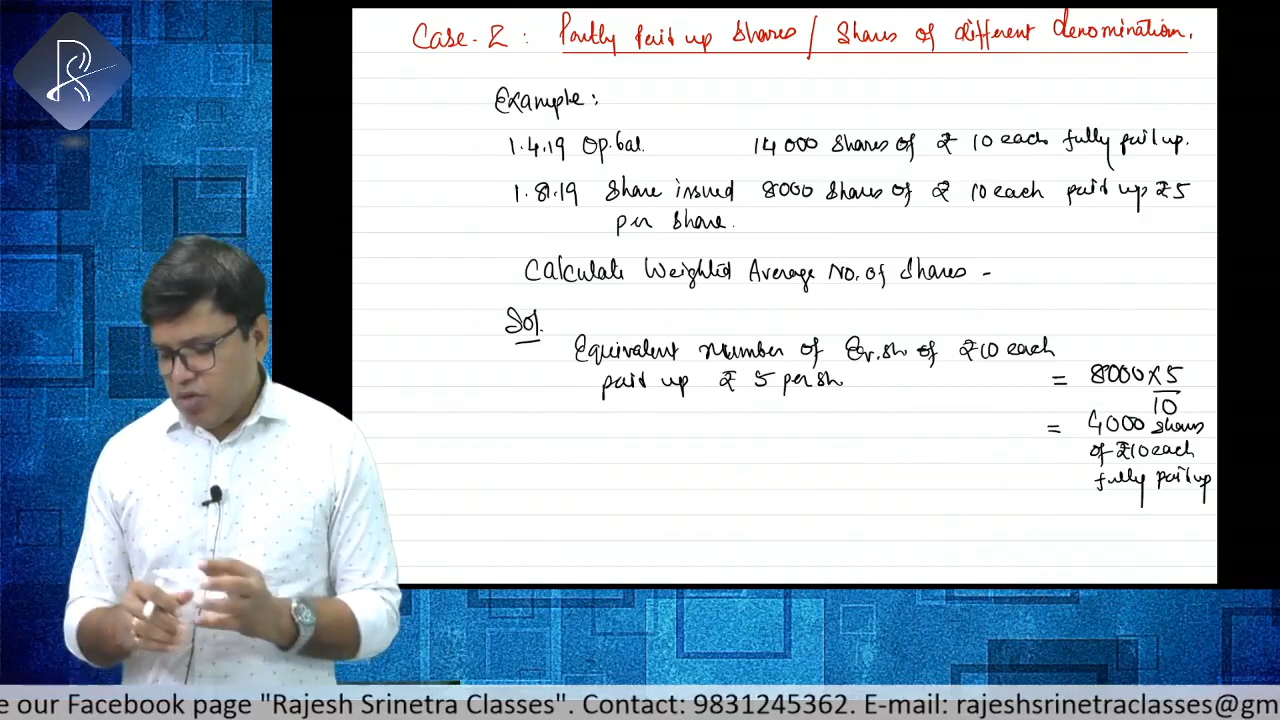 Case-2 : Partly Paid up Shares / Shares of different denomination.
Example :
1.4.19 Op. bal. 14000 Shares of ₹ 10 each fully paid up.
1.8.19 Share issued 8000 Shares of ₹ 10 each paid up ₹ 5
per share.
Calculate Weighted Average No. of Shares -
Sol.
Equivalent number of Eq. sh of ₹10 each
paid up ₹ 5 per sh = 8000 × 5
10
= 4000 shares
of ₹10 each
fully paid up
e our Facebook page "Rajesh Srinetra Classes". Contact: 9831245362. E-mail: rajeshsrinetraclasses@gm